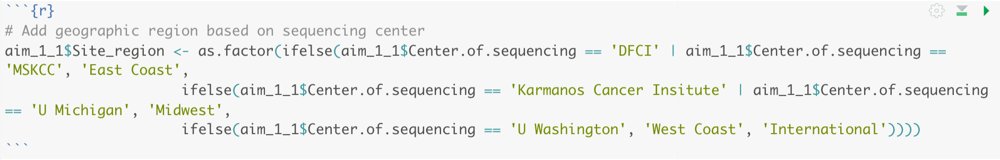 ```{r}
# Add geographic region based on sequencing center
aim_1_1$Site_region <- as.factor(ifelse(aim_1_1$Center.of.sequencing == 'DFCI' | aim_1_1$Center.of.sequencing ==
'MSKCC', 'East Coast',
                     ifelse(aim_1_1$Center.of.sequencing == 'Karmanos Cancer Insitute' | aim_1_1$Center.of.sequencing
== 'U Michigan', 'Midwest',
                     ifelse(aim_1_1$Center.of.sequencing == 'U Washington', 'West Coast', 'International'))))
```